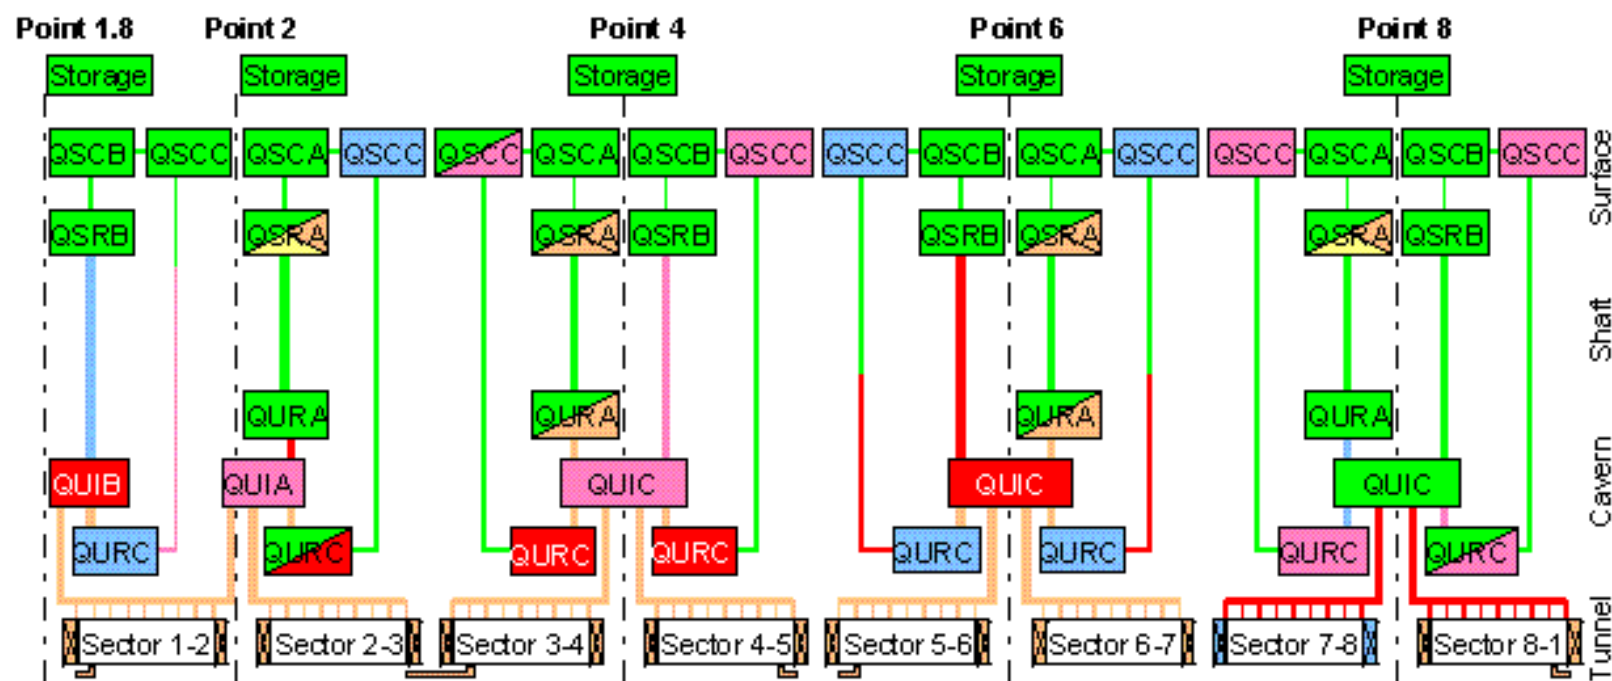 Point 1.8 Point 2 Point 4 Point 6 Point 8
Storage Storage Storage Storage Storage
QSCB QSCC QSCA QSCC QSCC QSCA QSCB QSCC QSCC QSCB QSCA QSCC QSCC QSCA QSCB QSCC
Surface
QSRB QSRA QSRA QSRB QSRB QSRA QSRA QSRB
Shaft
QURA QURA QURA QURA
QUIB QUIA QUIC QUIC QUIC
Cavern
QURC QURC QURC QURC QURC QURC QURC QURC
Sector 1-2 Sector 2-3 Sector 3-4 Sector 4-5 Sector 5-6 Sector 6-7 Sector 7-8 Sector 8-1
Tunnel